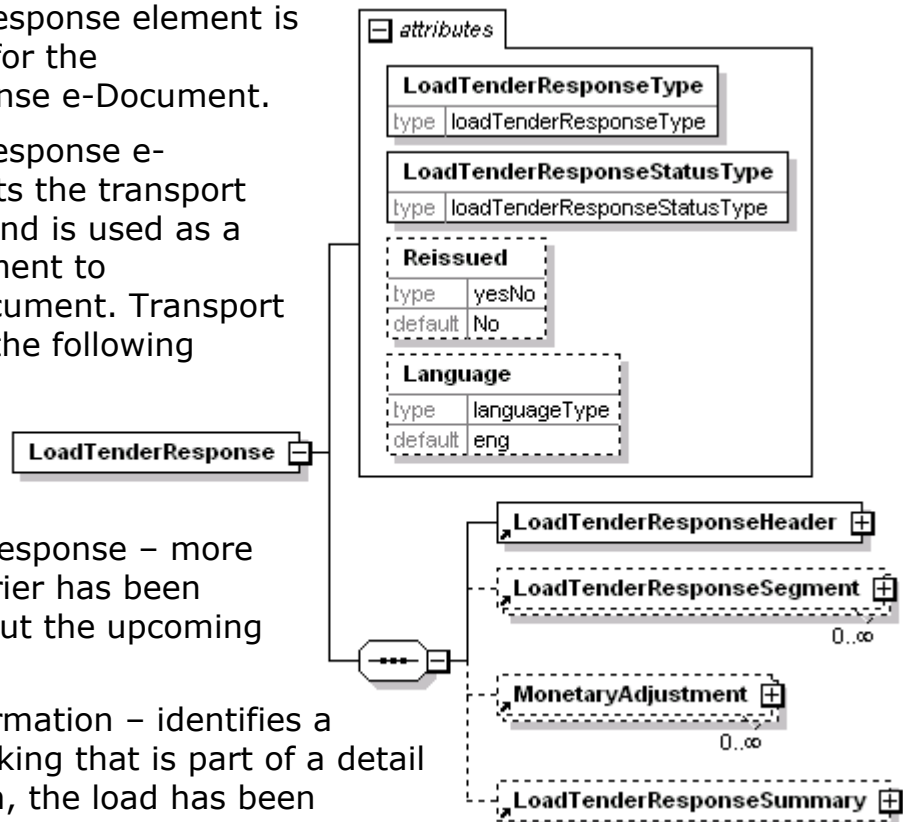 esponse element is
for the
nse e-Document.
esponse e-
ts the transport
nd is used as a
ment to
cument. Transport
the following
esponse – more
rier has been
out the upcoming
rmation – identifies a
king that is part of a detail
n, the load has been
attributes
LoadTenderResponseType
type loadTenderResponseType
LoadTenderResponseStatusType
type loadTenderResponseStatusType
Reissued
type yesNo
default No
Language
type languageType
default eng
LoadTenderResponse
LoadTenderResponseHeader
LoadTenderResponseSegment
0..∞
MonetaryAdjustment
0..∞
LoadTenderResponseSummary